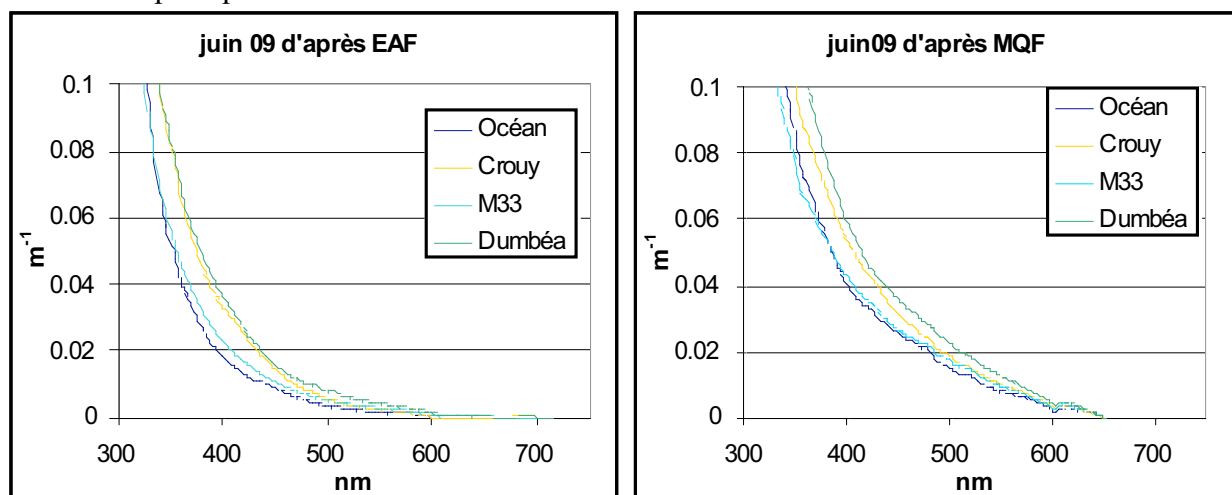 juin 09 d'après EAF
0.1
0.08
0.06
0.04
0.02
0
m-1
300 400 500 600 700
nm
Océan
Crouy
M33
Dumbéa
juin09 d'après MQF
0.1
0.08
0.06
0.04
0.02
0
m-1
300 400 500 600 700
nm
Océan
Crouy
M33
Dumbéa